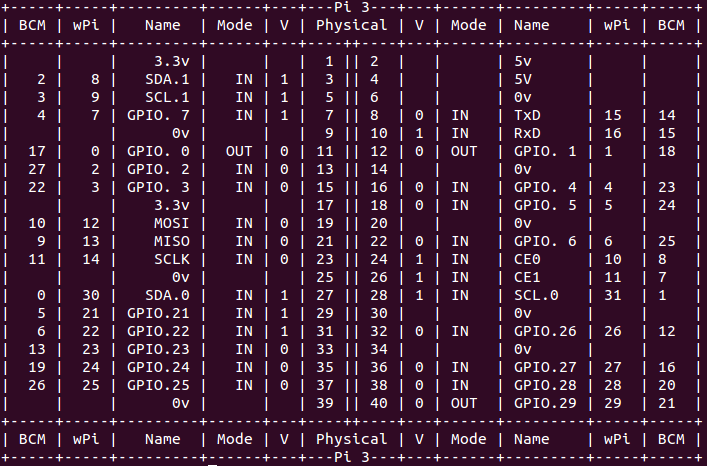 +-----+-----+---------+------+---+---Pi 3---+---+------+---------+-----+-----+
| BCM | wPi |   Name  | Mode | V | Physical | V | Mode | Name    | wPi | BCM |
+-----+-----+---------+------+---+----++----+---+------+---------+-----+-----+
|     |     |    3.3v |      |   |  1 || 2  |   |      | 5v      |     |     |
|   2 |   8 |   SDA.1 |   IN | 1 |  3 || 4  |   |      | 5V      |     |     |
|   3 |   9 |   SCL.1 |   IN | 1 |  5 || 6  |   |      | 0v      |     |     |
|   4 |   7 | GPIO. 7 |   IN | 1 |  7 || 8  | 0 | IN   | TxD     | 15  | 14  |
|     |     |      0v |      |   |  9 || 10 | 1 | IN   | RxD     | 16  | 15  |
|  17 |   0 | GPIO. 0 |  OUT | 0 | 11 || 12 | 0 | OUT  | GPIO. 1 | 1   | 18  |
|  27 |   2 | GPIO. 2 |   IN | 0 | 13 || 14 |   |      | 0v      |     |     |
|  22 |   3 | GPIO. 3 |   IN | 0 | 15 || 16 | 0 | IN   | GPIO. 4 | 4   | 23  |
|     |     |    3.3v |      |   | 17 || 18 | 0 | IN   | GPIO. 5 | 5   | 24  |
|  10 |  12 |    MOSI |   IN | 0 | 19 || 20 |   |      | 0v      |     |     |
|   9 |  13 |    MISO |   IN | 0 | 21 || 22 | 0 | IN   | GPIO. 6 | 6   | 25  |
|  11 |  14 |    SCLK |   IN | 0 | 23 || 24 | 1 | IN   | CE0     | 10  | 8   |
|     |     |      0v |      |   | 25 || 26 | 1 | IN   | CE1     | 11  | 7   |
|   0 |  30 |   SDA.0 |   IN | 1 | 27 || 28 | 1 | IN   | SCL.0   | 31  | 1   |
|   5 |  21 | GPIO.21 |   IN | 1 | 29 || 30 |   |      | 0v      |     |     |
|   6 |  22 | GPIO.22 |   IN | 1 | 31 || 32 | 0 | IN   | GPIO.26 | 26  | 12  |
|  13 |  23 | GPIO.23 |   IN | 0 | 33 || 34 |   |      | 0v      |     |     |
|  19 |  24 | GPIO.24 |   IN | 0 | 35 || 36 | 0 | IN   | GPIO.27 | 27  | 16  |
|  26 |  25 | GPIO.25 |   IN | 0 | 37 || 38 | 0 | IN   | GPIO.28 | 28  | 20  |
|     |     |      0v |      |   | 39 || 40 | 0 | OUT  | GPIO.29 | 29  | 21  |
+-----+-----+---------+------+---+----++----+---+------+---------+-----+-----+
| BCM | wPi |   Name  | Mode | V | Physical | V | Mode | Name    | wPi | BCM |
+-----+-----+---------+------+---+---Pi 3---+---+------+---------+-----+-----+